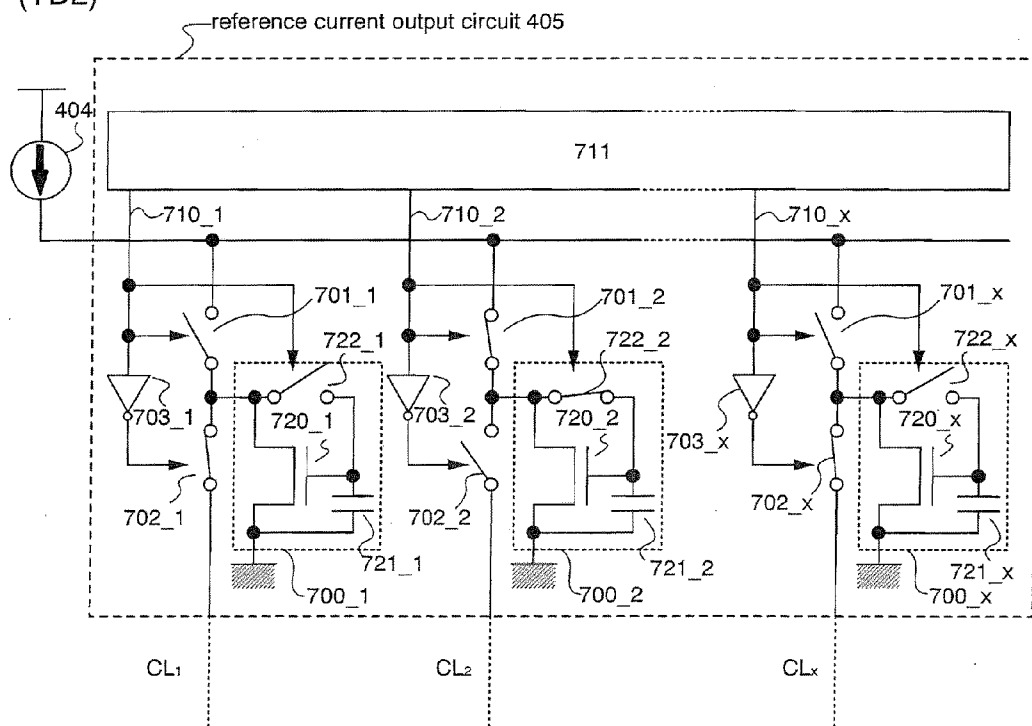 (TD2)
reference current output circuit 405
404
711
710_1
710_2
710_x
701_1
701_2
701_x
722_1
722_2
722_x
703_1
720_1
703_2
720_2
703_x
720_x
702_1
702_2
702_x
721_1
721_2
721_x
700_1
700_2
700_x
CL1
CL2
CLx